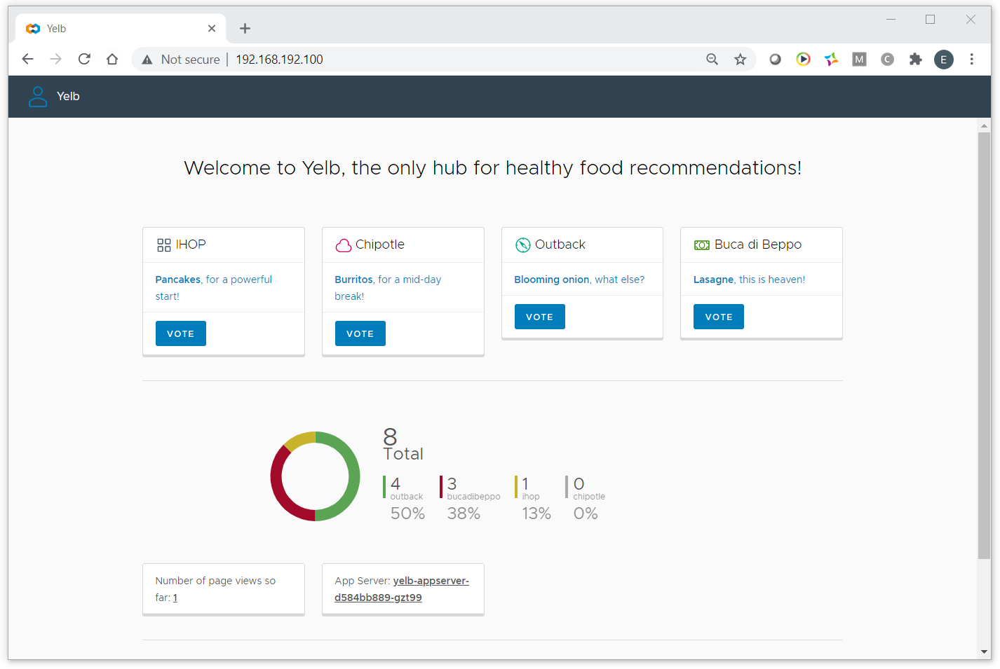 Yelb
Not secure | 192.168.192.100
M
C
E
Yelb
Welcome to Yelb, the only hub for healthy food recommendations!
IHOP
Pancakes, for a powerful
start!
VOTE
Chipotle
Burritos, for a mid-day
break!
VOTE
Outback
Blooming onion, what else?
VOTE
Buca di Beppo
Lasagne, this is heaven!
VOTE
8
Total
4
outback
50%
3
bucadibeppo
38%
1
ihop
13%
0
chipotle
0%
Number of page views so
far: 1
App Server: yelb-appserver-
d584bb889-gzt99